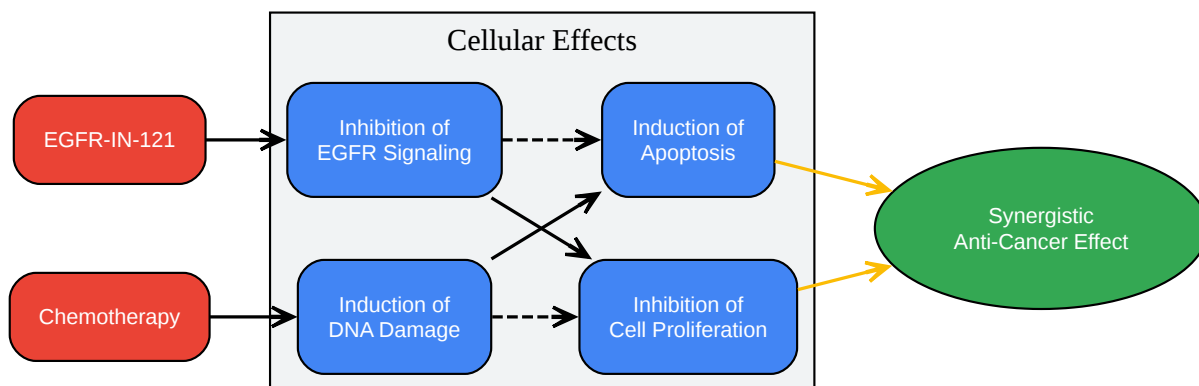 Cellular Effects
EGFR-IN-121
Inhibition of
EGFR Signaling
Induction of
Apoptosis
Synergistic
Anti-Cancer Effect
Chemotherapy
Induction of
DNA Damage
Inhibition of
Cell Proliferation